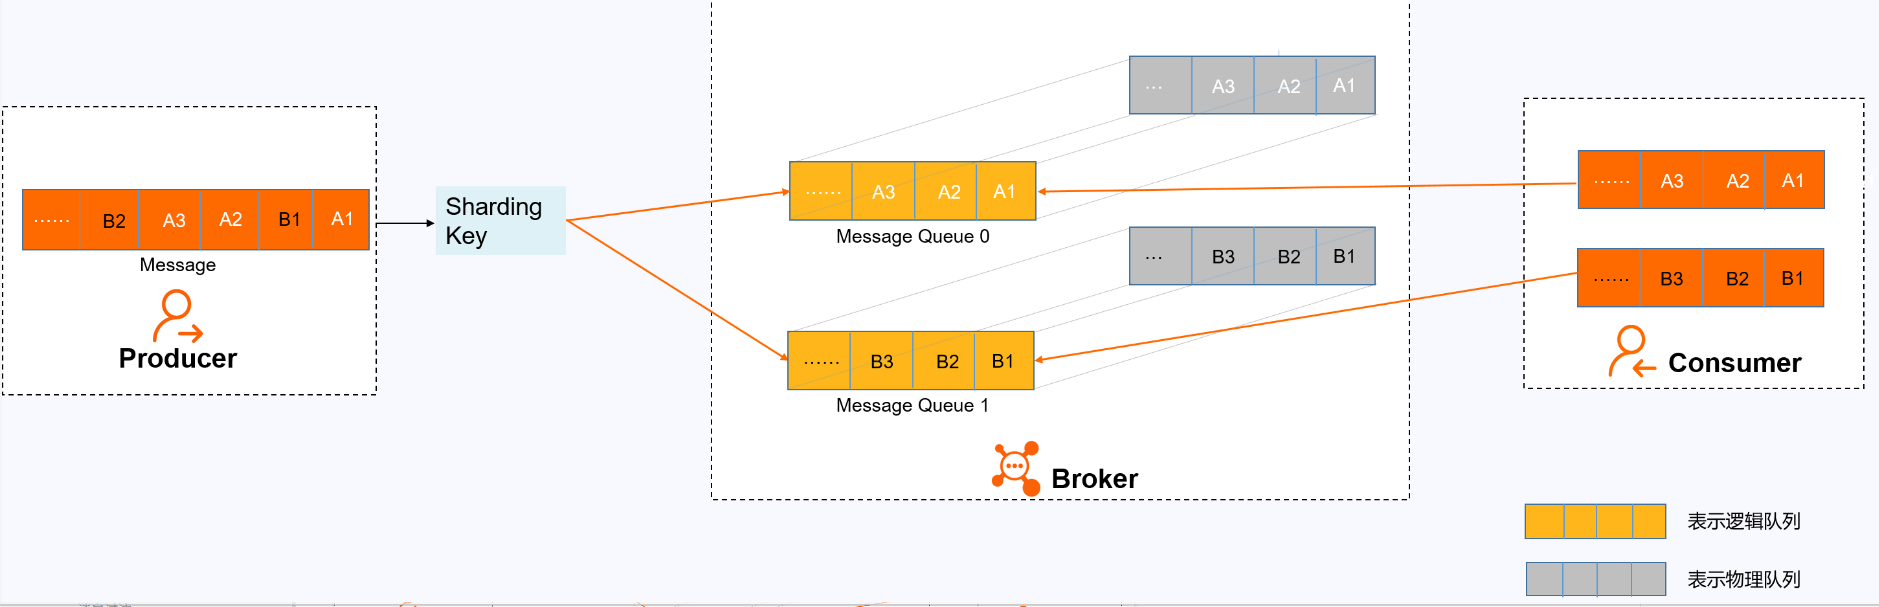 …… B2 A3 A2 B1 A1
Message
Producer
Sharding
Key
… A3 A2 A1
…… A3 A2 A1
Message Queue 0
… B3 B2 B1
…… B3 B2 B1
Message Queue 1
Broker
…… A3 A2 A1
…… B3 B2 B1
Consumer
表示逻辑队列
表示物理队列